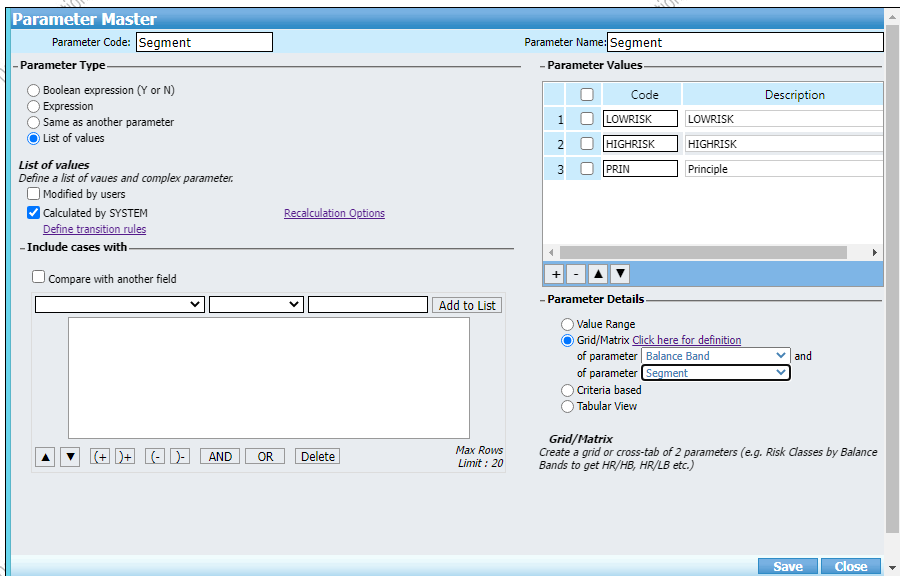 Parameter Master
Parameter Code: Segment
Parameter Name: Segment
Parameter Type
Boolean expression (Y or N)
Expression
Same as another parameter
List of values
List of values
Define a list of vaues and complex parameter.
Modified by users
Calculated by SYSTEM
Recalculation Options
Define transition rules
Include cases with
Compare with another field
Add to List
(+
)+
(-
)-
AND
OR
Delete
Max Rows
Limit : 20
Parameter Values
Code Description
1 LOWRISK LOWRISK
2 HIGHRISK HIGHRISK
3 PRIN Principle
+ -
Parameter Details
Value Range
Grid/Matrix Click here for definition
of parameter Balance Band and
of parameter Segment
Criteria based
Tabular View
Grid/Matrix
Create a grid or cross-tab of 2 parameters (e.g. Risk Classes by Balance
Bands to get HR/HB, HR/LB etc.)
Save Close